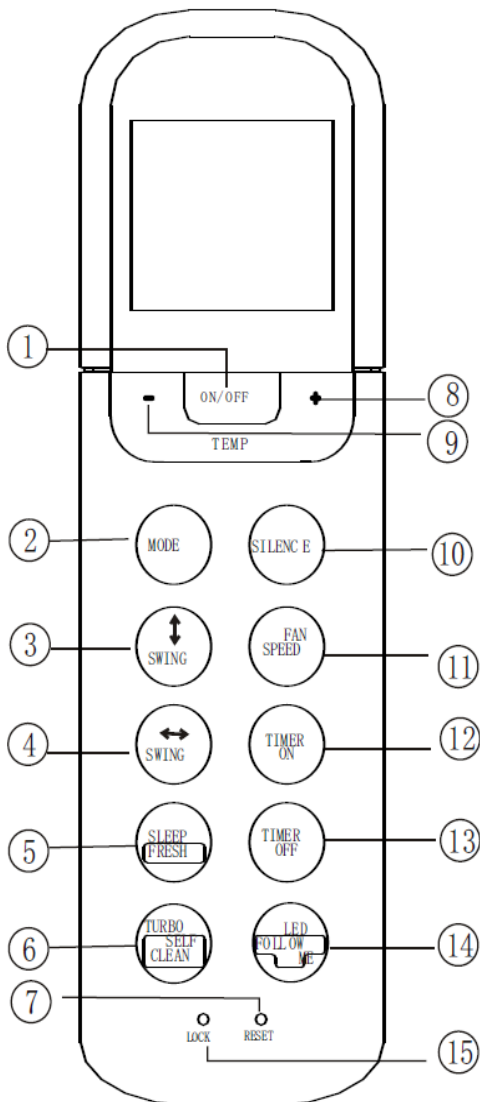 1
ON/OFF
- +
8
TEMP
9
2
MODE
SILENCE
10
3
SWING
FAN
SPEED
11
4
SWING
TIMER
ON
12
5
SLEEP
FRESH
TIMER
OFF
13
6
TURBO
SELF
CLEAN
LED
FOLLOW
ME
14
7
LOCK
RESET
15